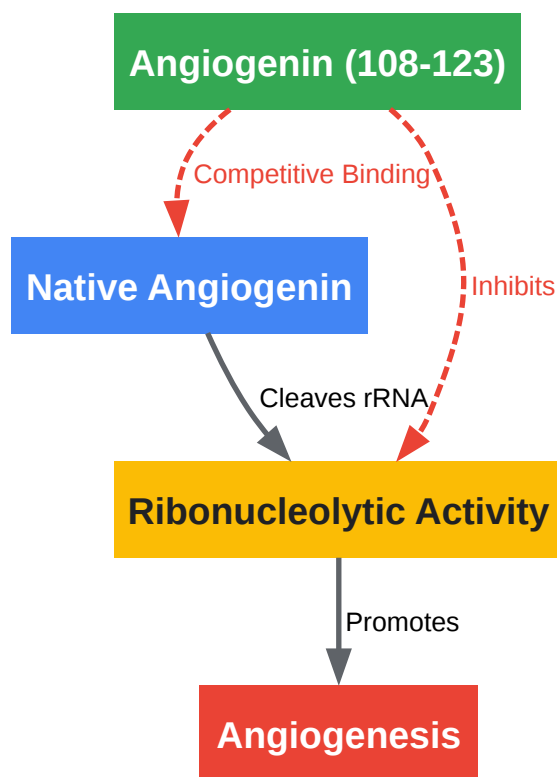 Angiogenin (108-123)
Competitive Binding
Native Angiogenin
Inhibits
Cleaves rRNA
Ribonucleolytic Activity
Promotes
Angiogenesis